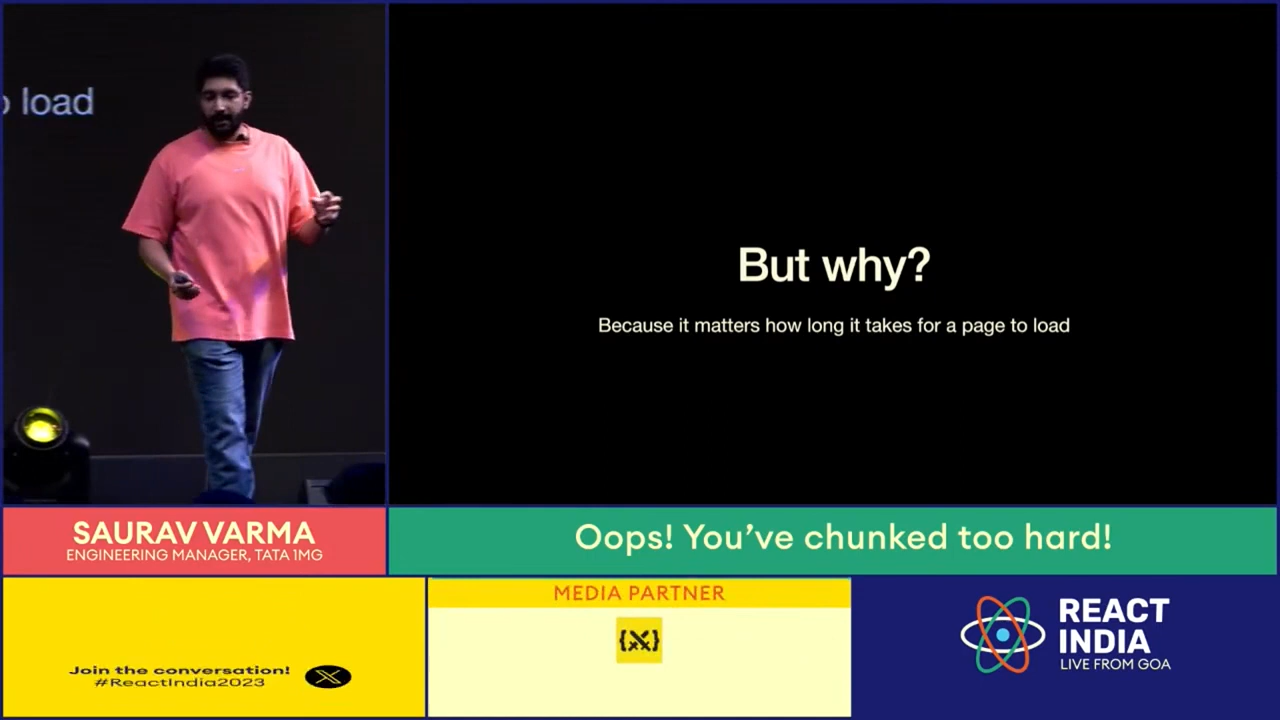 o load
But why?
Because it matters how long it takes for a page to load
SAURAV VARMA
ENGINEERING MANAGER, TATA 1MG
Oops! You’ve chunked too hard!
Join the conversation!
#ReactIndia2023
MEDIA PARTNER
{X}
REACT
INDIA
LIVE FROM GOA